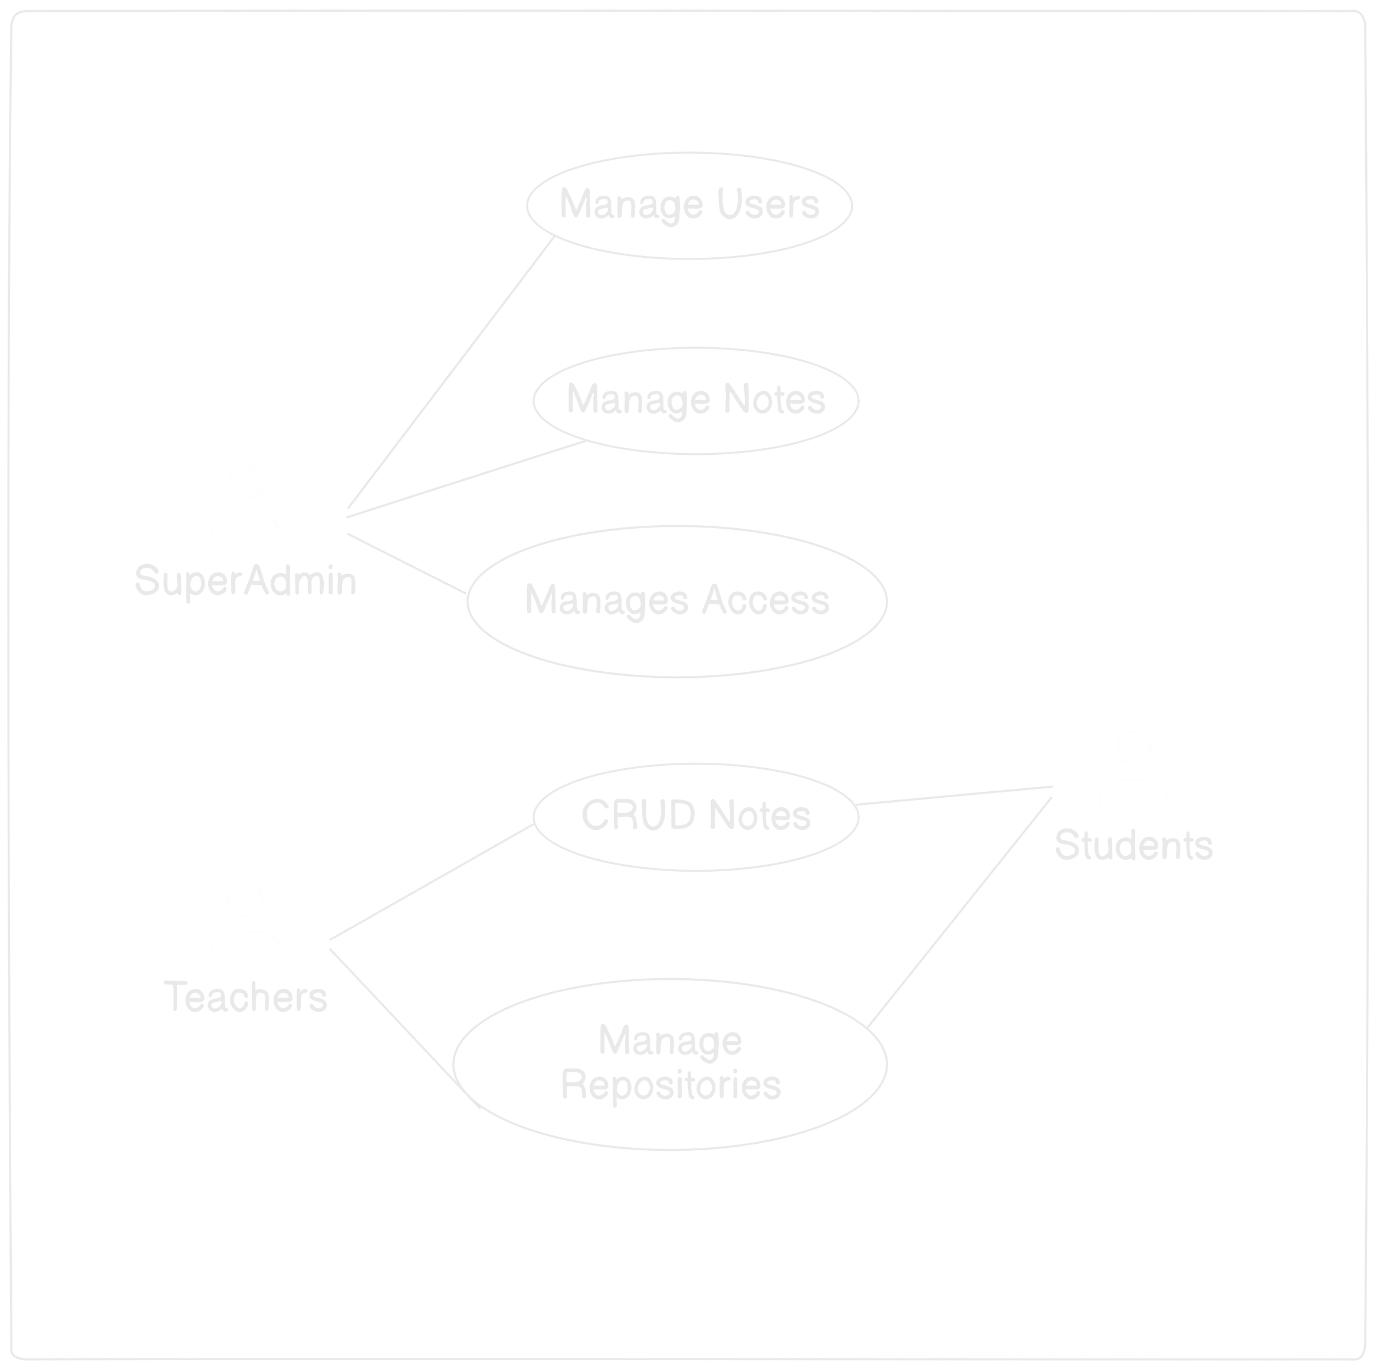 Manage Users
Manage Notes
SuperAdmin
Manages Access
CRUD Notes
Students
Teachers
Manage
Repositories